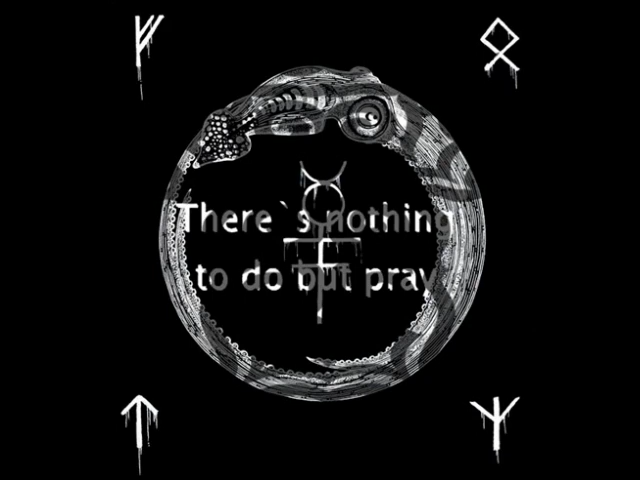 ᚠ ᛟ
There`s nothing
to do but pray
ᛏ ᛉ